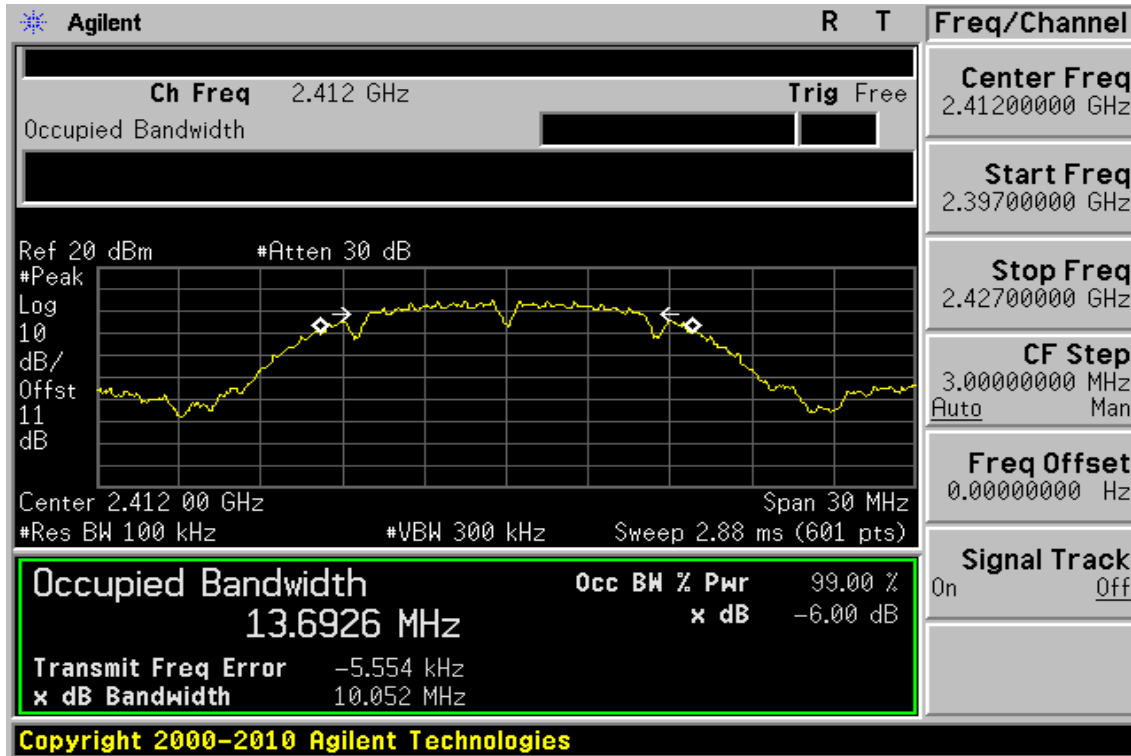 Agilent R T
Freq/Channel
Ch Freq 2.412 GHz Trig Free
Occupied Bandwidth
Center Freq
2.41200000 GHz
Start Freq
2.39700000 GHz
Stop Freq
2.42700000 GHz
CF Step
3.00000000 MHz
Auto Man
Freq Offset
0.00000000 Hz
Signal Track
On Off
Ref 20 dBm #Atten 30 dB
#Peak
Log
10
dB/
Offst
11
dB
Center 2.412 00 GHz Span 30 MHz
#Res BW 100 kHz #VBW 300 kHz Sweep 2.88 ms (601 pts)
Occupied Bandwidth Occ BW % Pwr 99.00 %
13.6926 MHz x dB -6.00 dB
Transmit Freq Error -5.554 kHz
x dB Bandwidth 10.052 MHz
Copyright 2000-2010 Agilent Technologies